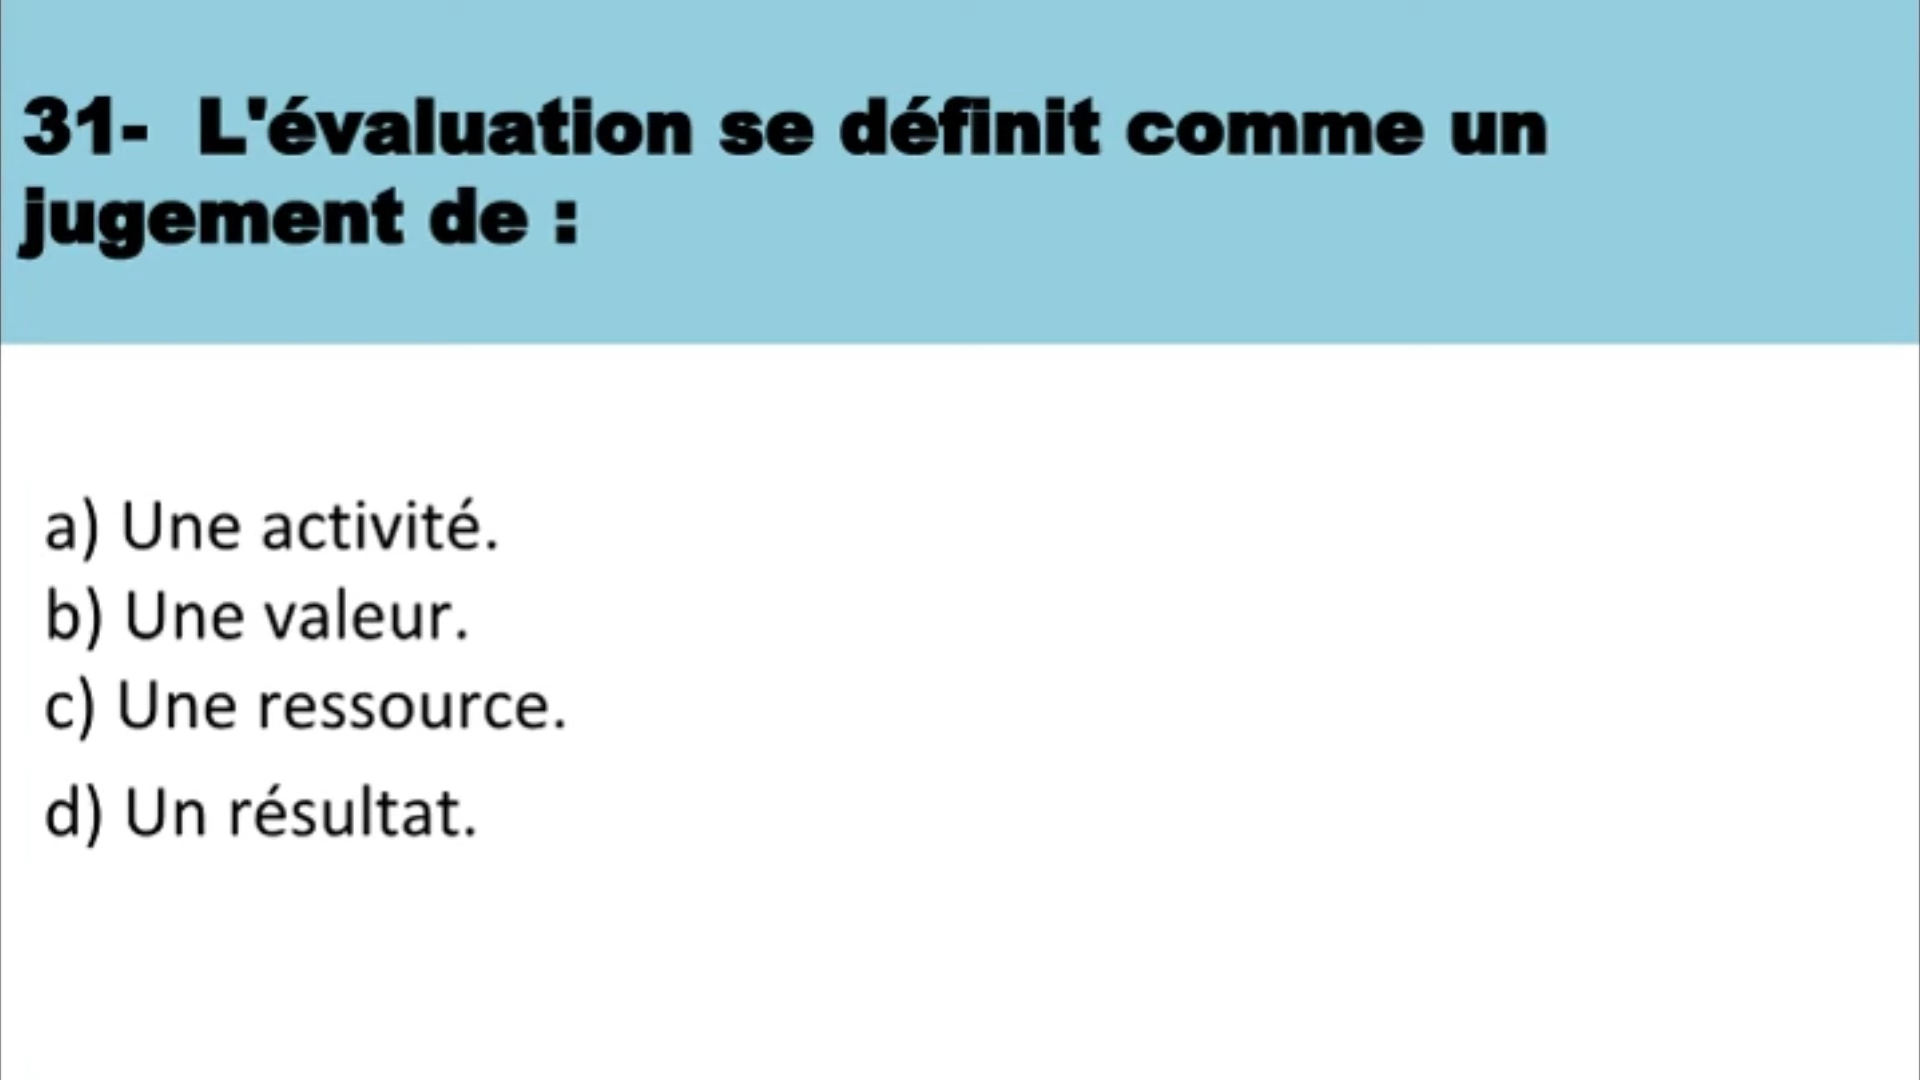 31- L'évaluation se définit comme un
jugement de :
a) Une activité.
b) Une valeur.
c) Une ressource.
d) Un résultat.